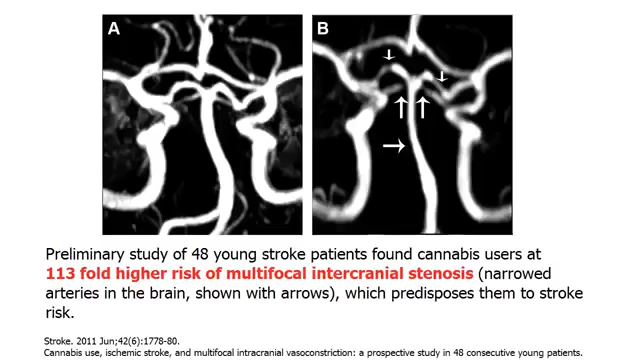 A
B
Preliminary study of 48 young stroke patients found cannabis users at
113 fold higher risk of multifocal intercranial stenosis (narrowed
arteries in the brain, shown with arrows), which predisposes them to stroke
risk.
Stroke. 2011 Jun;42(6):1778-80.
Cannabis use, ischemic stroke, and multifocal intracranial vasoconstriction: a prospective study in 48 consecutive young patients.